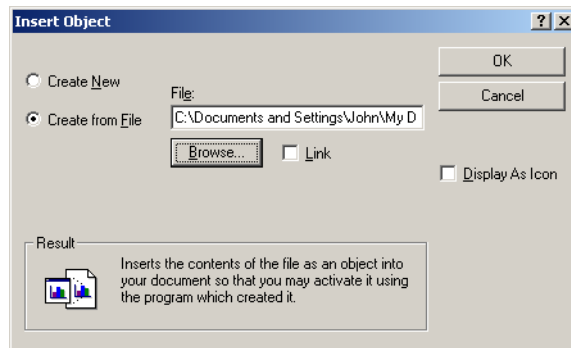 Insert Object
Create New
Create from File
File:
C:\Documents and Settings\John\My D
Browse...
Link
OK
Cancel
Display As Icon
Result
Inserts the contents of the file as an object into
your document so that you may activate it using
the program which created it.